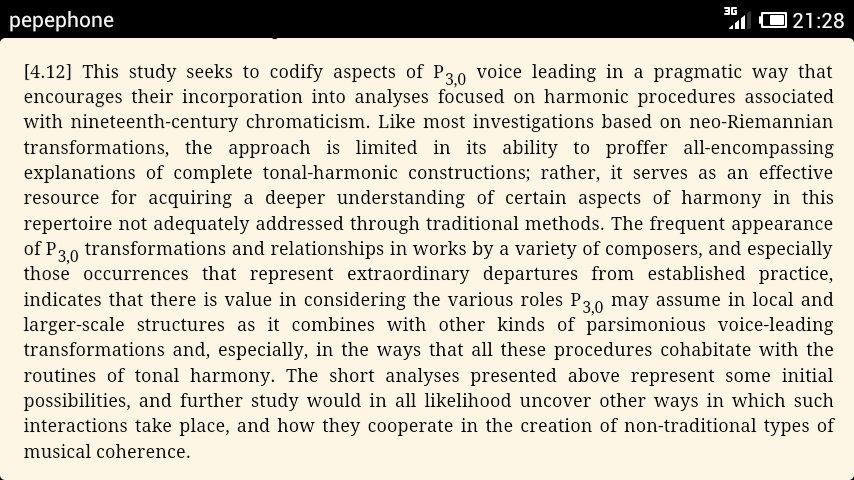 pepephone 3G 21:28
[4.12] This study seeks to codify aspects of P3,0 voice leading in a pragmatic way that
encourages their incorporation into analyses focused on harmonic procedures associated
with nineteenth-century chromaticism. Like most investigations based on neo-Riemannian
transformations, the approach is limited in its ability to proffer all-encompassing
explanations of complete tonal-harmonic constructions; rather, it serves as an effective
resource for acquiring a deeper understanding of certain aspects of harmony in this
repertoire not adequately addressed through traditional methods. The frequent appearance
of P3,0 transformations and relationships in works by a variety of composers, and especially
those occurrences that represent extraordinary departures from established practice,
indicates that there is value in considering the various roles P3,0 may assume in local and
larger-scale structures as it combines with other kinds of parsimonious voice-leading
transformations and, especially, in the ways that all these procedures cohabitate with the
routines of tonal harmony. The short analyses presented above represent some initial
possibilities, and further study would in all likelihood uncover other ways in which such
interactions take place, and how they cooperate in the creation of non-traditional types of
musical coherence.